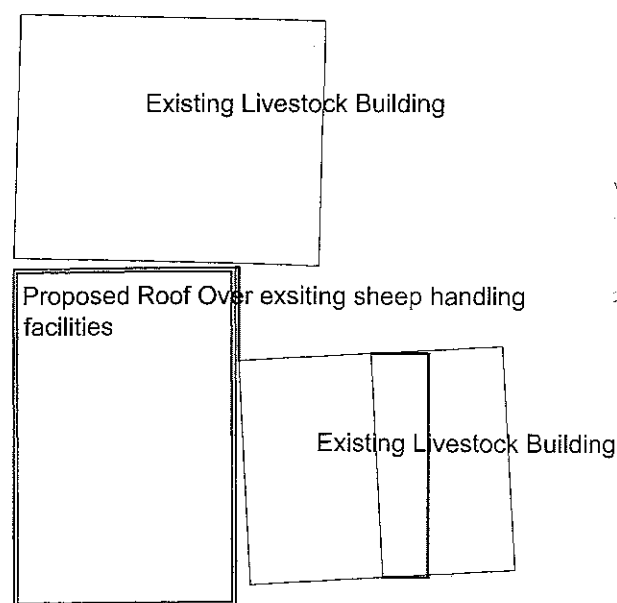 Existing Livestock Building
Proposed Roof Over exsiting sheep handling
facilities
Existing Livestock Building